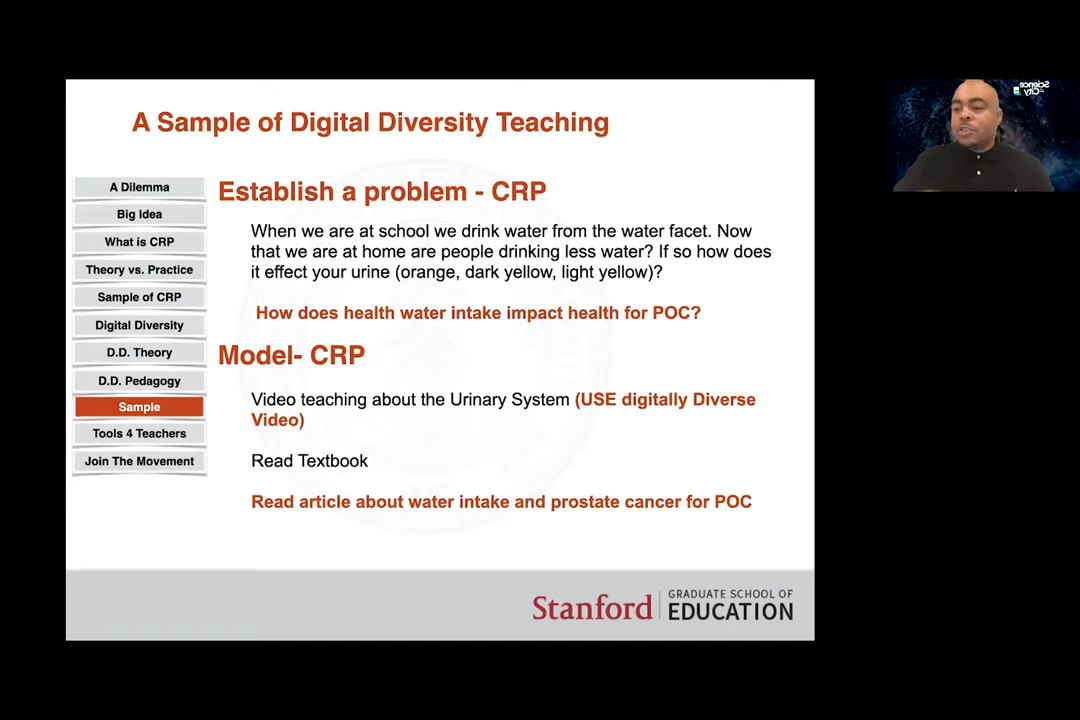 A Sample of Digital Diversity Teaching
A Dilemma
Big Idea
What is CRP
Theory vs. Practice
Sample of CRP
Digital Diversity
D.D. Theory
D.D. Pedagogy
Sample
Tools 4 Teachers
Join The Movement
Establish a problem - CRP
When we are at school we drink water from the water facet. Now
that we are at home are people drinking less water? If so how does
it effect your urine (orange, dark yellow, light yellow)?
How does health water intake impact health for POC?
Model- CRP
Video teaching about the Urinary System (USE digitally Diverse
Video)
Read Textbook
Read article about water intake and prostate cancer for POC
Stanford
GRADUATE SCHOOL OF
EDUCATION
Science
City